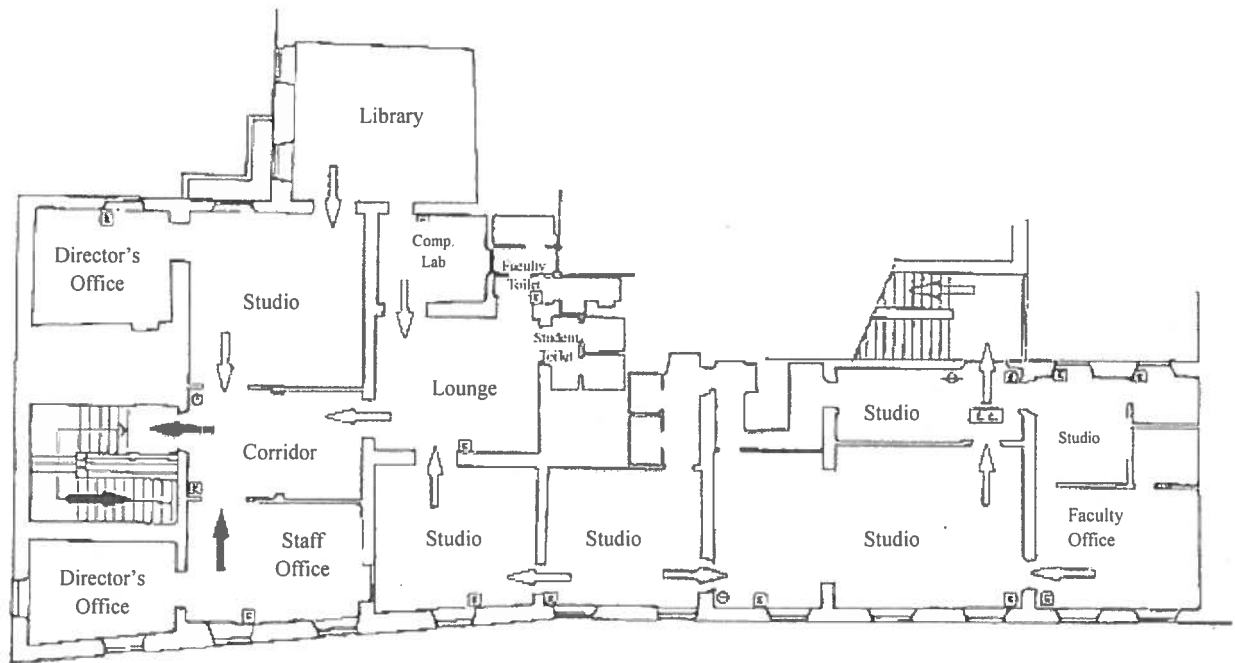 Library
Director's
Office
Comp.
Lab
Faculty
Toilet
Studio
Student
Toilet
Lounge
Studio
Corridor
Studio
Staff
Office
Studio
Studio
Studio
Faculty
Office
Director's
Office